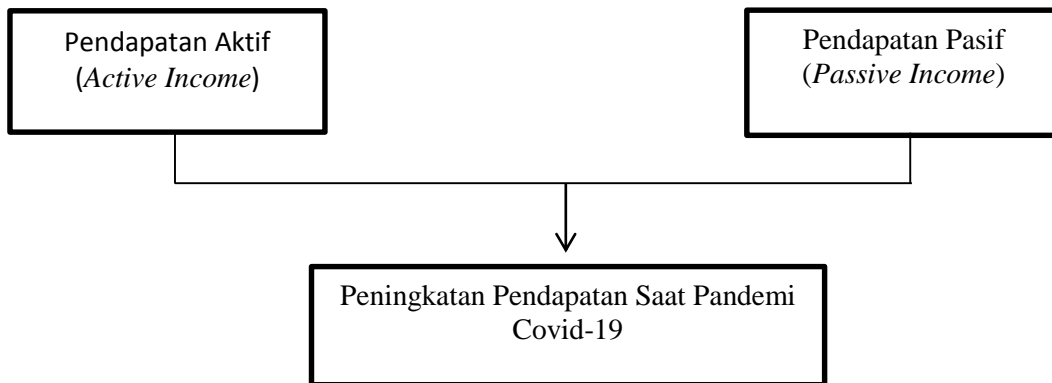 Pendapatan Aktif
(Active Income)
Pendapatan Pasif
(Passive Income)
Peningkatan Pendapatan Saat Pandemi
Covid-19